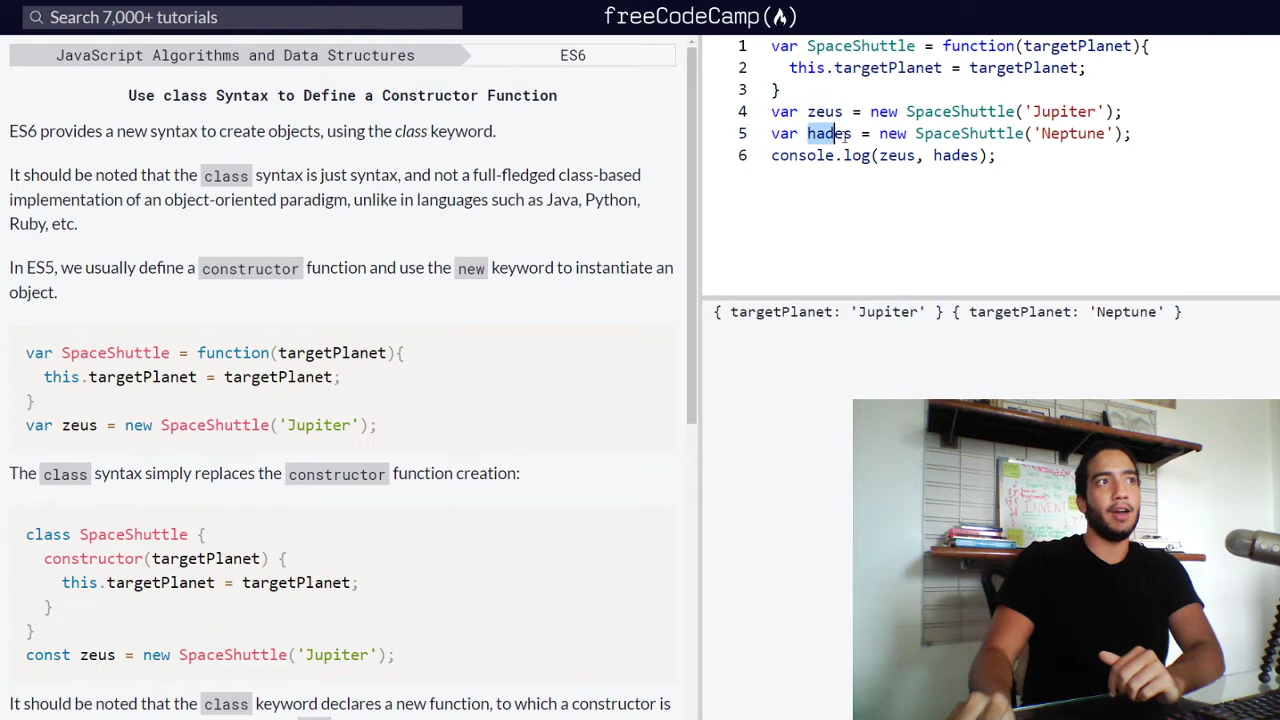 Search 7,000+ tutorials
freeCodeCamp
JavaScript Algorithms and Data Structures
ES6
Use class Syntax to Define a Constructor Function
ES6 provides a new syntax to create objects, using the class keyword.
It should be noted that the class syntax is just syntax, and not a full-fledged class-based
implementation of an object-oriented paradigm, unlike in languages such as Java, Python,
Ruby, etc.
In ES5, we usually define a constructor function and use the new keyword to instantiate an
object.
var SpaceShuttle = function(targetPlanet){
this.targetPlanet = targetPlanet;
}
var zeus = new SpaceShuttle('Jupiter');
The class syntax simply replaces the constructor function creation:
class SpaceShuttle {
constructor(targetPlanet) {
this.targetPlanet = targetPlanet;
}
}
const zeus = new SpaceShuttle('Jupiter');
It should be noted that the class keyword declares a new function, to which a constructor is
1 var SpaceShuttle = function(targetPlanet){
2 this.targetPlanet = targetPlanet;
3 }
4 var zeus = new SpaceShuttle('Jupiter');
5 var hades = new SpaceShuttle('Neptune');
6 console.log(zeus, hades);
{ targetPlanet: 'Jupiter' } { targetPlanet: 'Neptune' }
INVENT